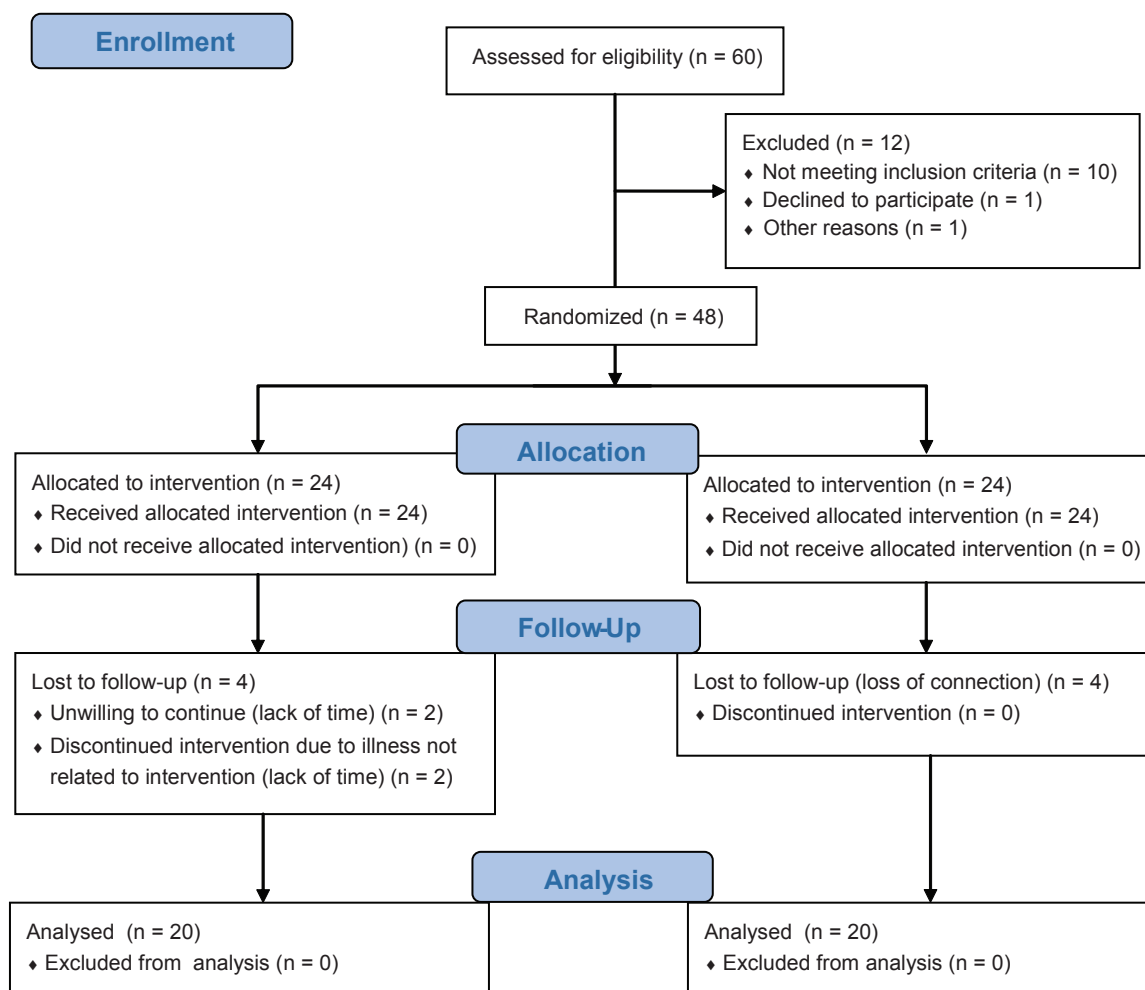 Enrollment
Assessed for eligibility (n = 60)
Excluded (n = 12)
♦ Not meeting inclusion criteria (n = 10)
♦ Declined to participate (n = 1)
♦ Other reasons (n = 1)
Randomized (n = 48)
Allocation
Allocated to intervention (n = 24)
♦ Received allocated intervention (n = 24)
♦ Did not receive allocated intervention) (n = 0)
Allocated to intervention (n = 24)
♦ Received allocated intervention (n = 24)
♦ Did not receive allocated intervention (n = 0)
Follow-Up
Lost to follow-up (n = 4)
♦ Unwilling to continue (lack of time) (n = 2)
♦ Discontinued intervention due to illness not
related to intervention (lack of time) (n = 2)
Lost to follow-up (loss of connection) (n = 4)
♦ Discontinued intervention (n = 0)
Analysis
Analysed (n = 20)
♦ Excluded from analysis (n = 0)
Analysed (n = 20)
♦ Excluded from analysis (n = 0)